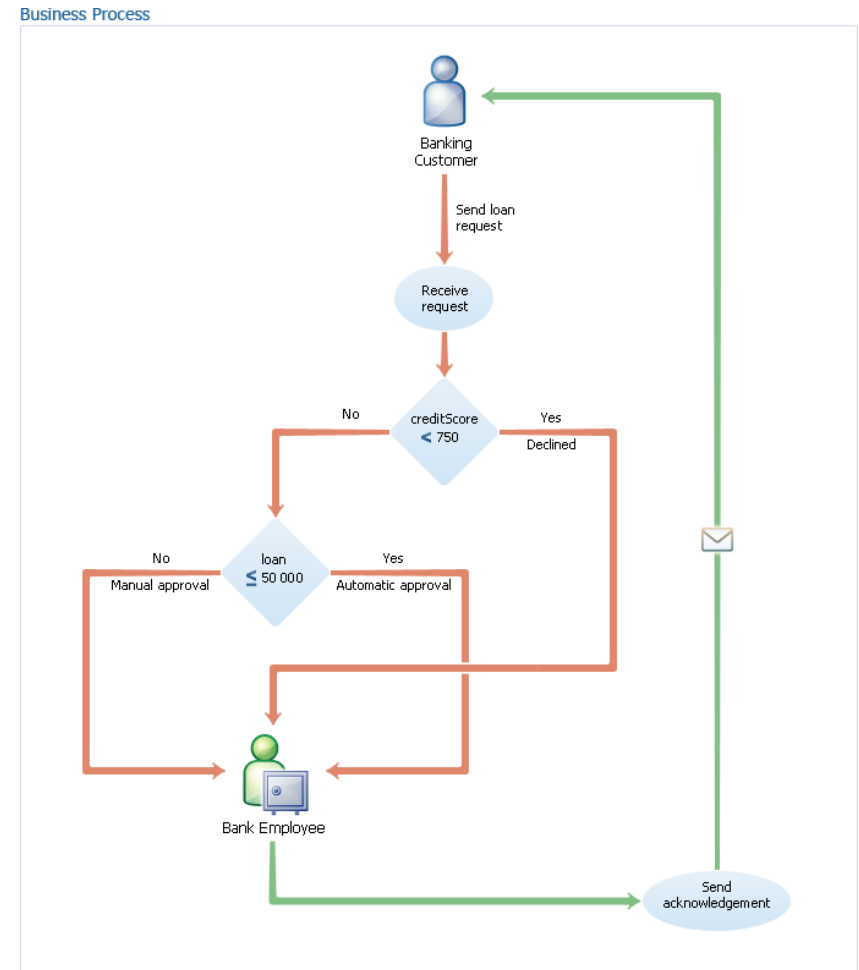 Business Process
Banking
Customer
Send loan
request
Receive
request
No
creditScore
< 750
Yes
Declined
No
Manual approval
loan
≤ 50 000
Yes
Automatic approval
Bank Employee
Send
acknowledgement